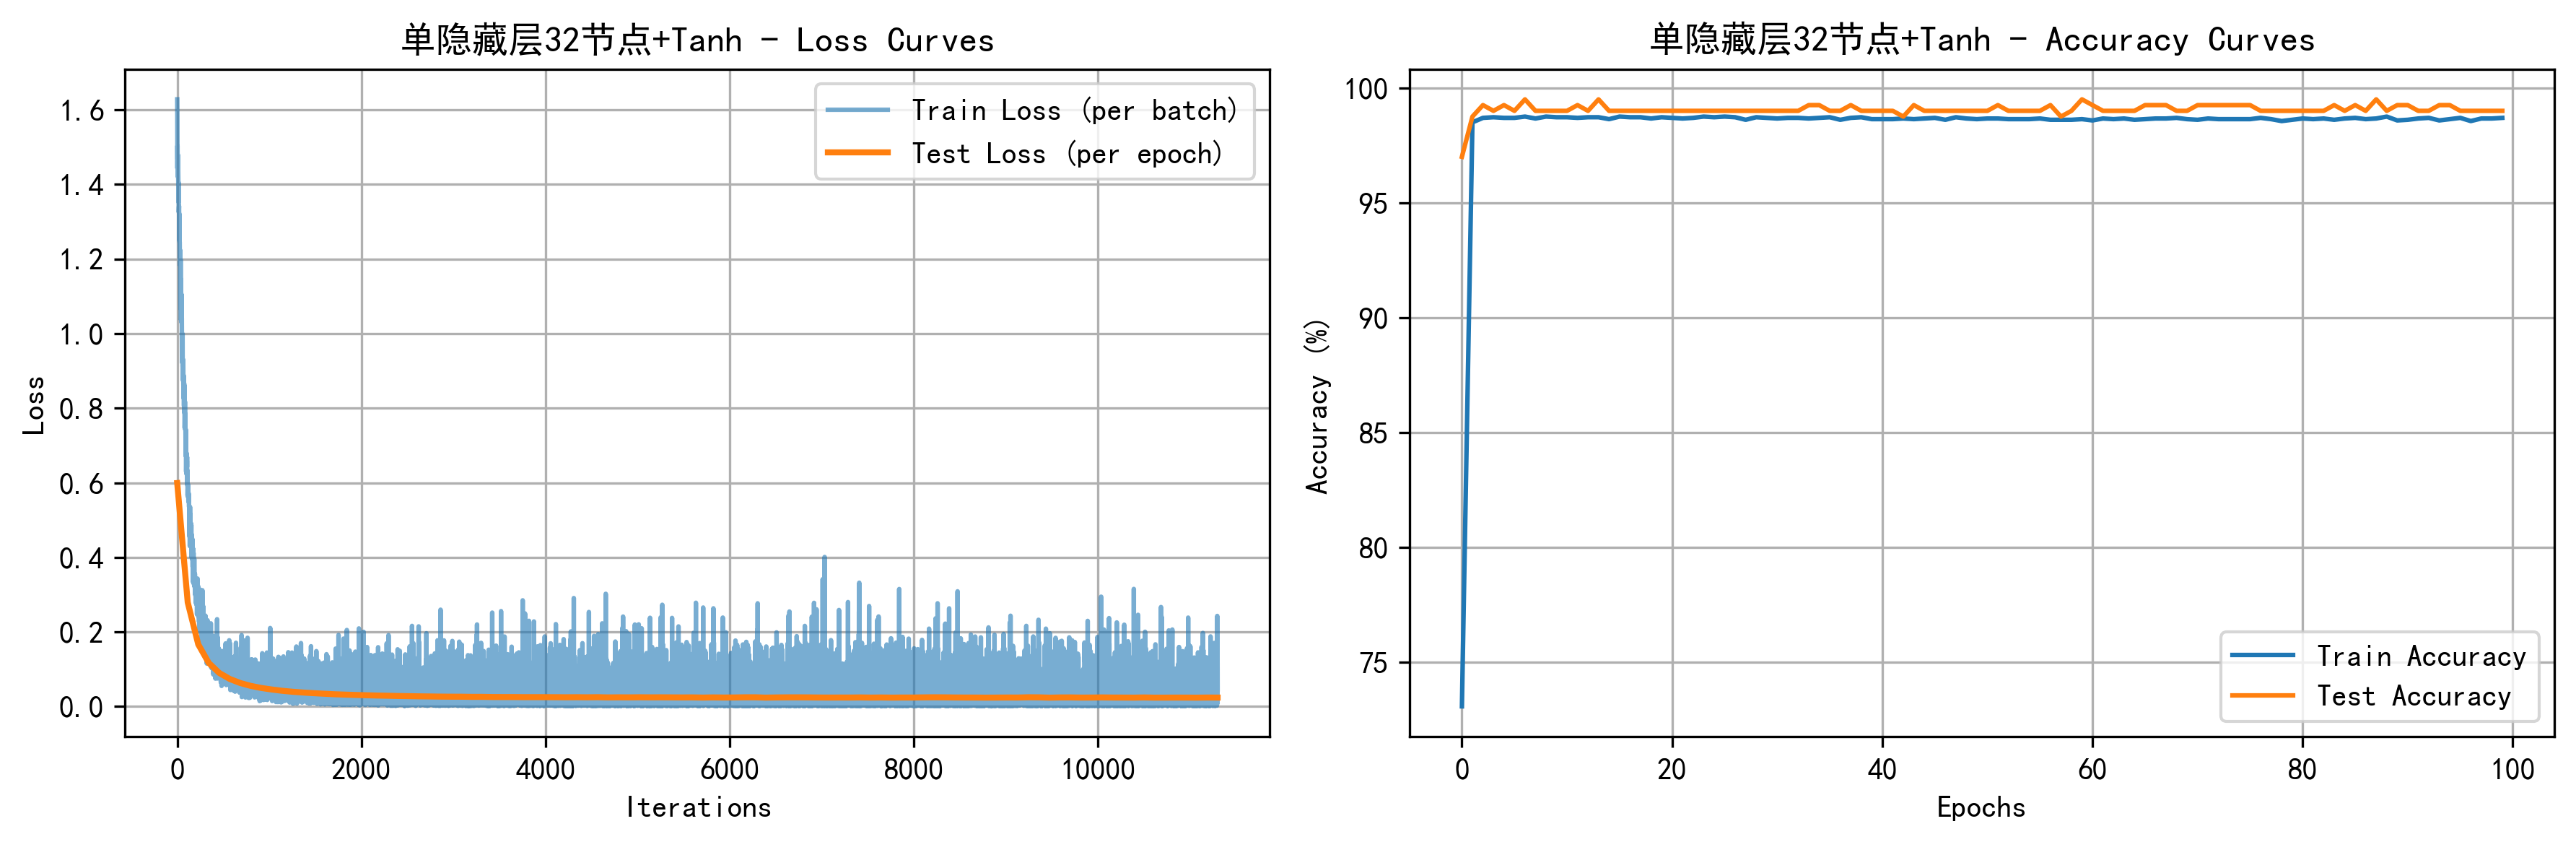 单隐藏层32节点+Tanh - Loss Curves
1.6
1.4
1.2
1.0
0.8
0.6
0.4
0.2
0.0
Loss
Train Loss (per batch)
Test Loss (per epoch)
0 2000 4000 6000 8000 10000
Iterations
单隐藏层32节点+Tanh - Accuracy Curves
100
95
90
85
80
75
Accuracy (%)
Train Accuracy
Test Accuracy
0 20 40 60 80 100
Epochs